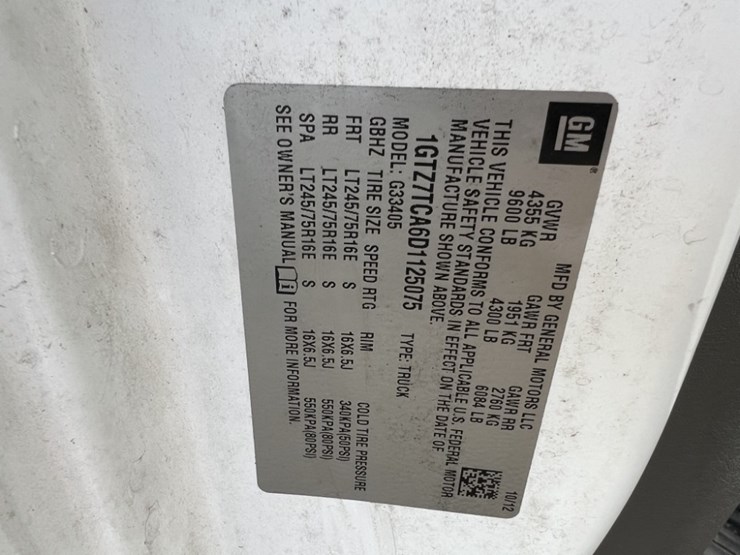 GM ®
MFD BY GENERAL MOTORS LLC 10/12
GVWR GAWR FRT GAWR RR
4355 KG 1951 KG 2760 KG
9600 LB 4300 LB 6084 LB
THIS VEHICLE CONFORMS TO ALL APPLICABLE U.S. FEDERAL MOTOR
VEHICLE SAFETY STANDARDS IN EFFECT ON THE DATE OF
MANUFACTURE SHOWN ABOVE.
1GTZ7TCA6D1125075 TYPE: TRUCK
MODEL: G33405
GBHZ TIRE SIZE SPEED RTG RIM COLD TIRE PRESSURE
FRT LT245/75R16E S 16X6.5J 340KPA(50PSI)
RR LT245/75R16E S 16X6.5J 550KPA(80PSI)
SPA LT245/75R16E S 16X6.5J 550KPA(80PSI)
SEE OWNER'S MANUAL FOR MORE INFORMATION.